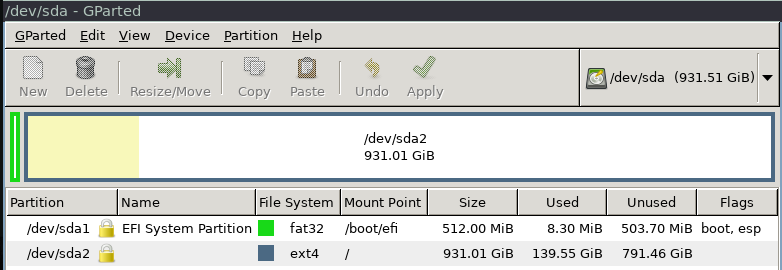 /dev/sda - GParted
GParted Edit View Device Partition Help
New Delete Resize/Move Copy Paste Undo Apply /dev/sda (931.51 GiB)
/dev/sda2
931.01 GiB
Partition Name File System Mount Point Size Used Unused Flags
/dev/sda1 EFI System Partition fat32 /boot/efi 512.00 MiB 8.30 MiB 503.70 MiB boot, esp
/dev/sda2 ext4 / 931.01 GiB 139.55 GiB 791.46 GiB